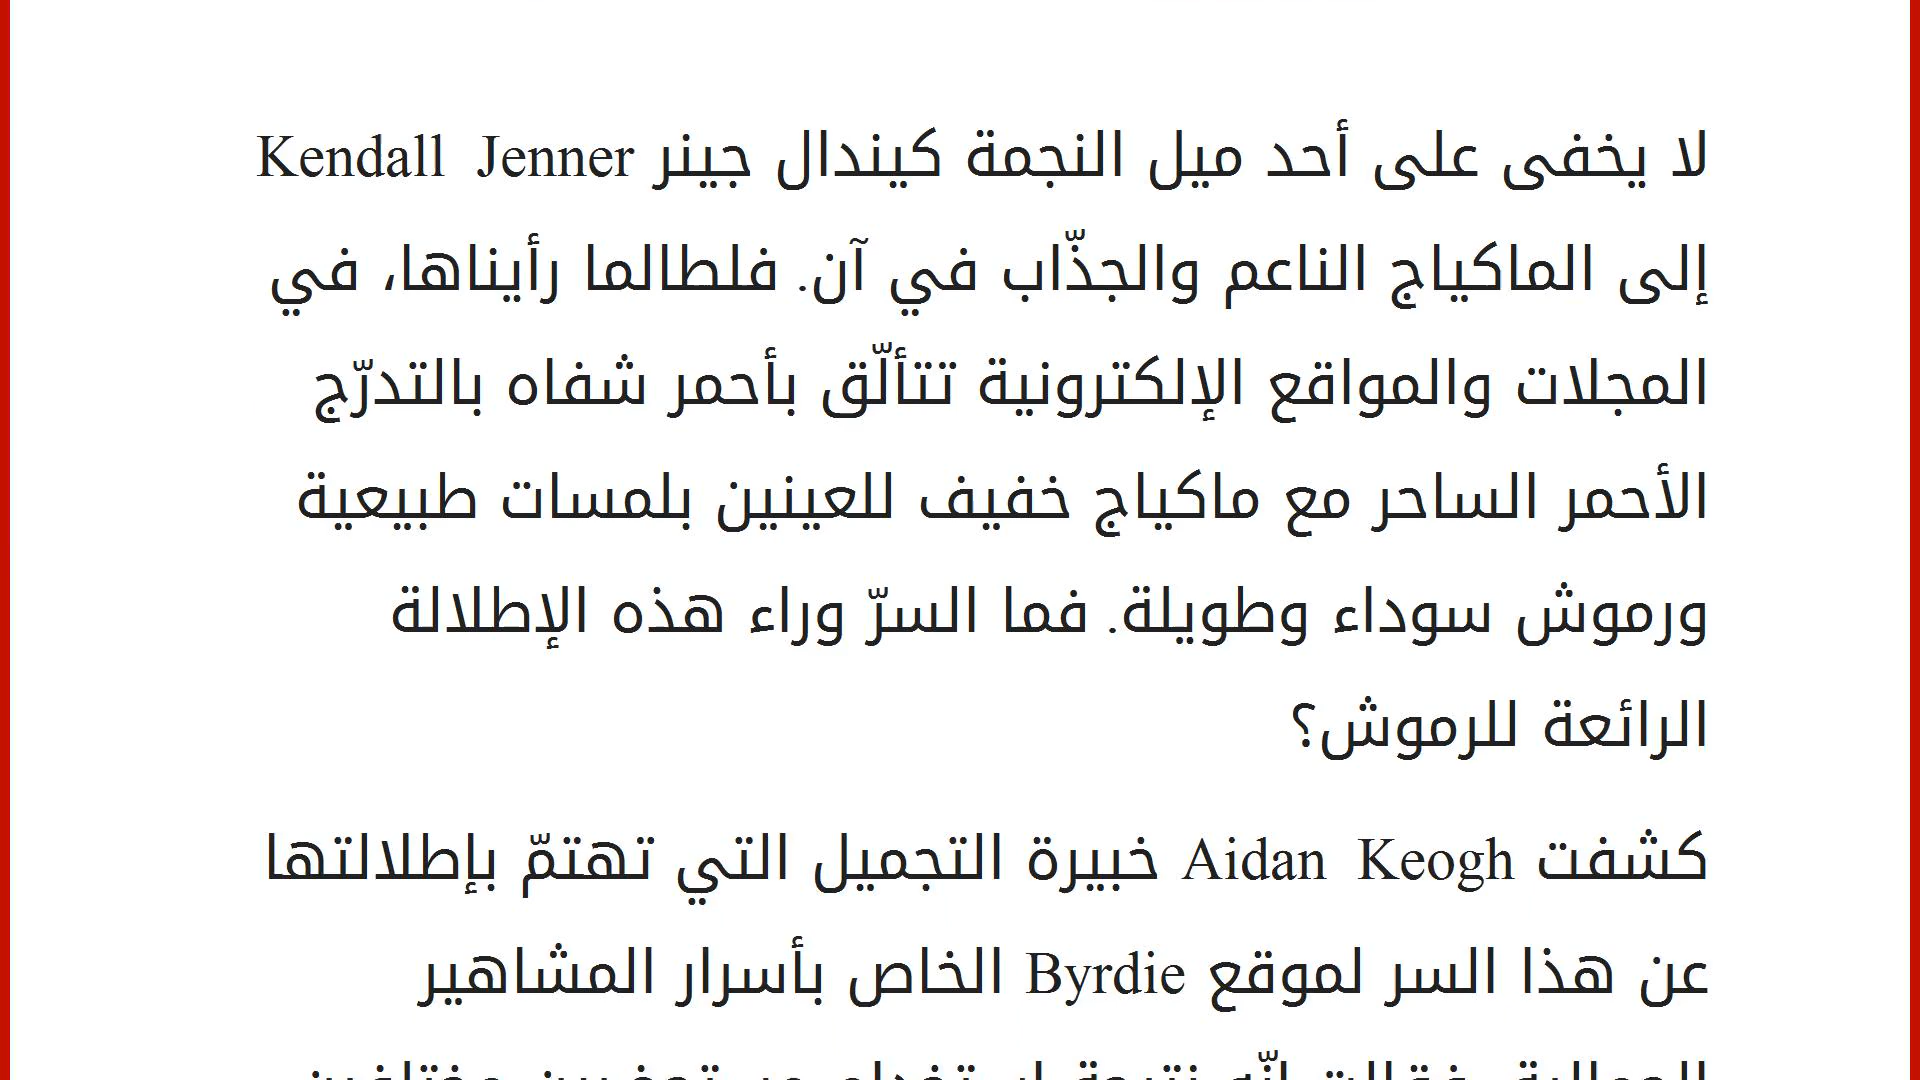 لا يخفى على أحد ميل النجمة كيندال جينر Kendall Jenner
إلى الماكياج الناعم والجذّاب في آن. فلطالما رأيناها، في
المجلات والمواقع الإلكترونية تتألّق بأحمر شفاه بالتدرّج
الأحمر الساحر مع ماكياج خفيف للعينين بلمسات طبيعية
ورموش سوداء وطويلة. فما السرّ وراء هذه الإطلالة
الرائعة للرموش؟
كشفت Aidan Keogh خبيرة التجميل التي تهتمّ بإطلالتها
عن هذا السر لموقع Byrdie الخاص بأسرار المشاهير